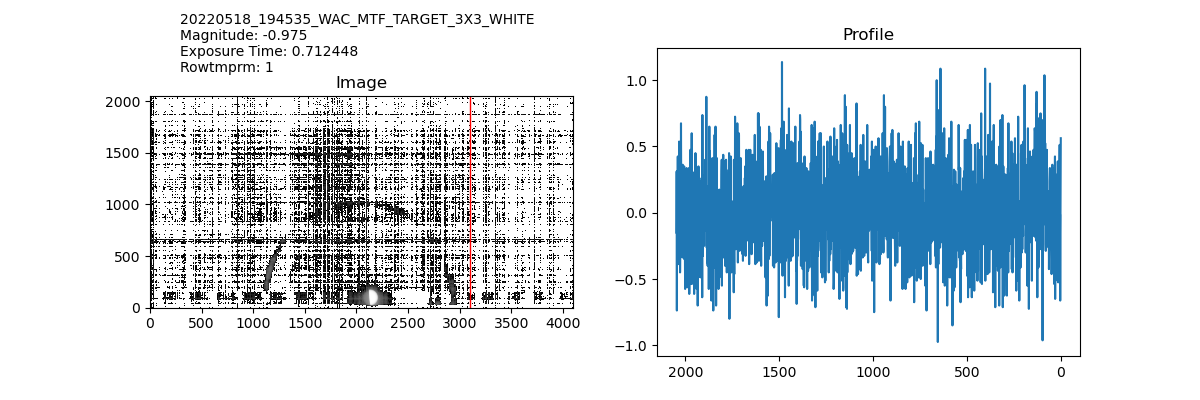 20220518_194535_WAC_MTF_TARGET_3X3_WHITE
Magnitude: -0.975
Exposure Time: 0.712448
Rowtmprm: 1
Image
2000
1500
1000
500
0
0 500 1000 1500 2000 2500 3000 3500 4000
Profile
1.0
0.5
0.0
−0.5
−1.0
2000 1500 1000 500 0